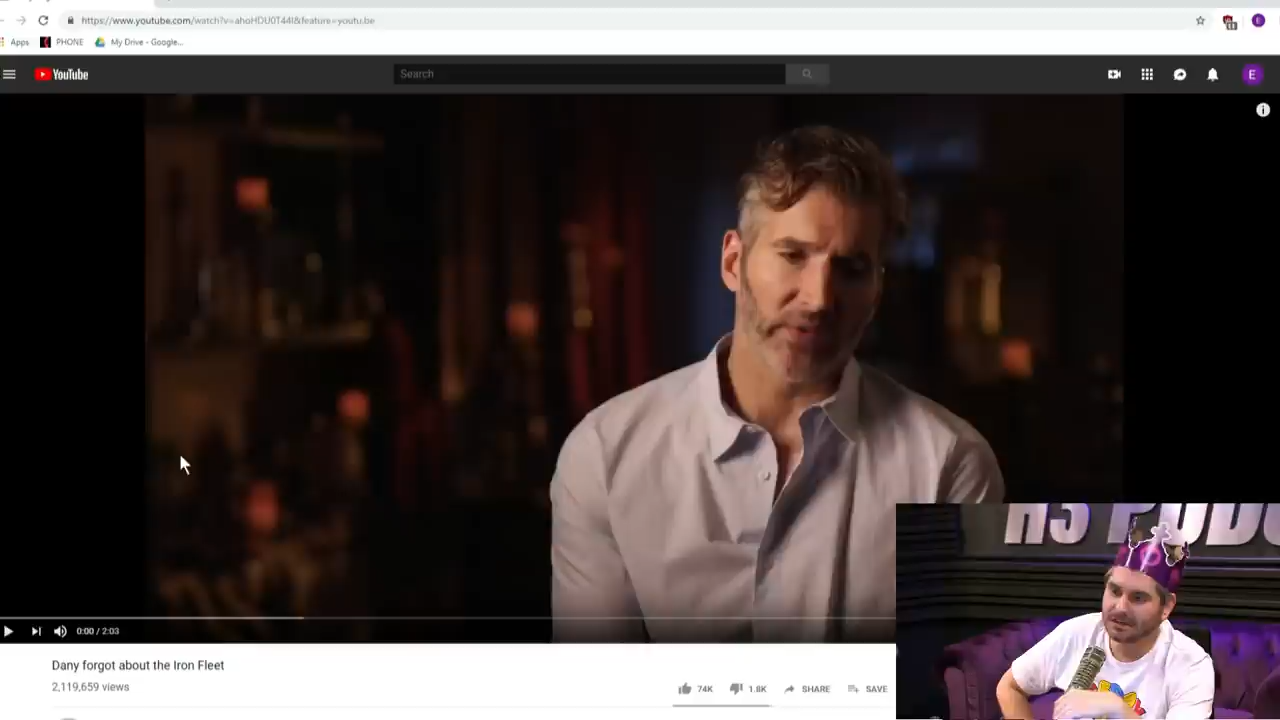 https://www.youtube.com/watch?v=ahoHDU0T44I&feature=youtu.be
Apps
PHONE
My Drive - Google...
YouTube
Search
E
0:00 / 2:03
Dany forgot about the Iron Fleet
2,119,659 views
74K
1.8K
SHARE
SAVE
H3 PODC